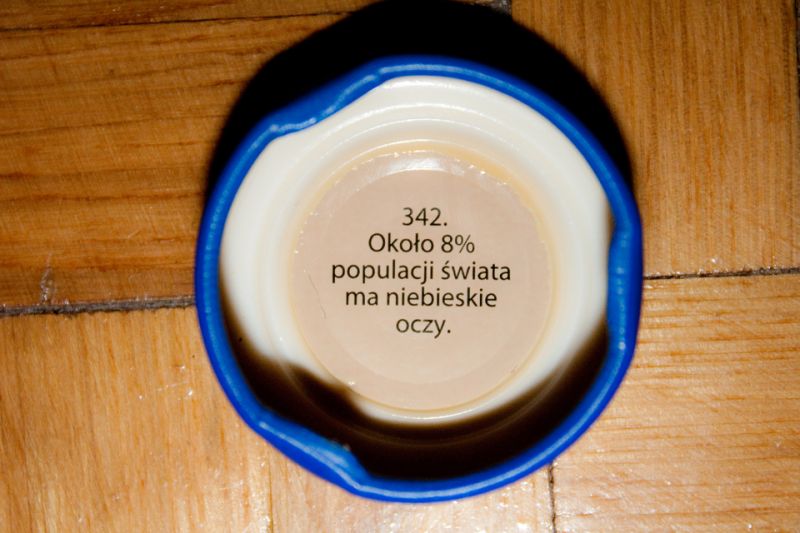 342.
Około 8%
populacji świata
ma niebieskie
oczy.